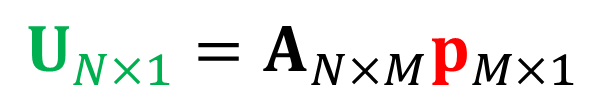 U_{N×1} = A_{N×M}p_{M×1}